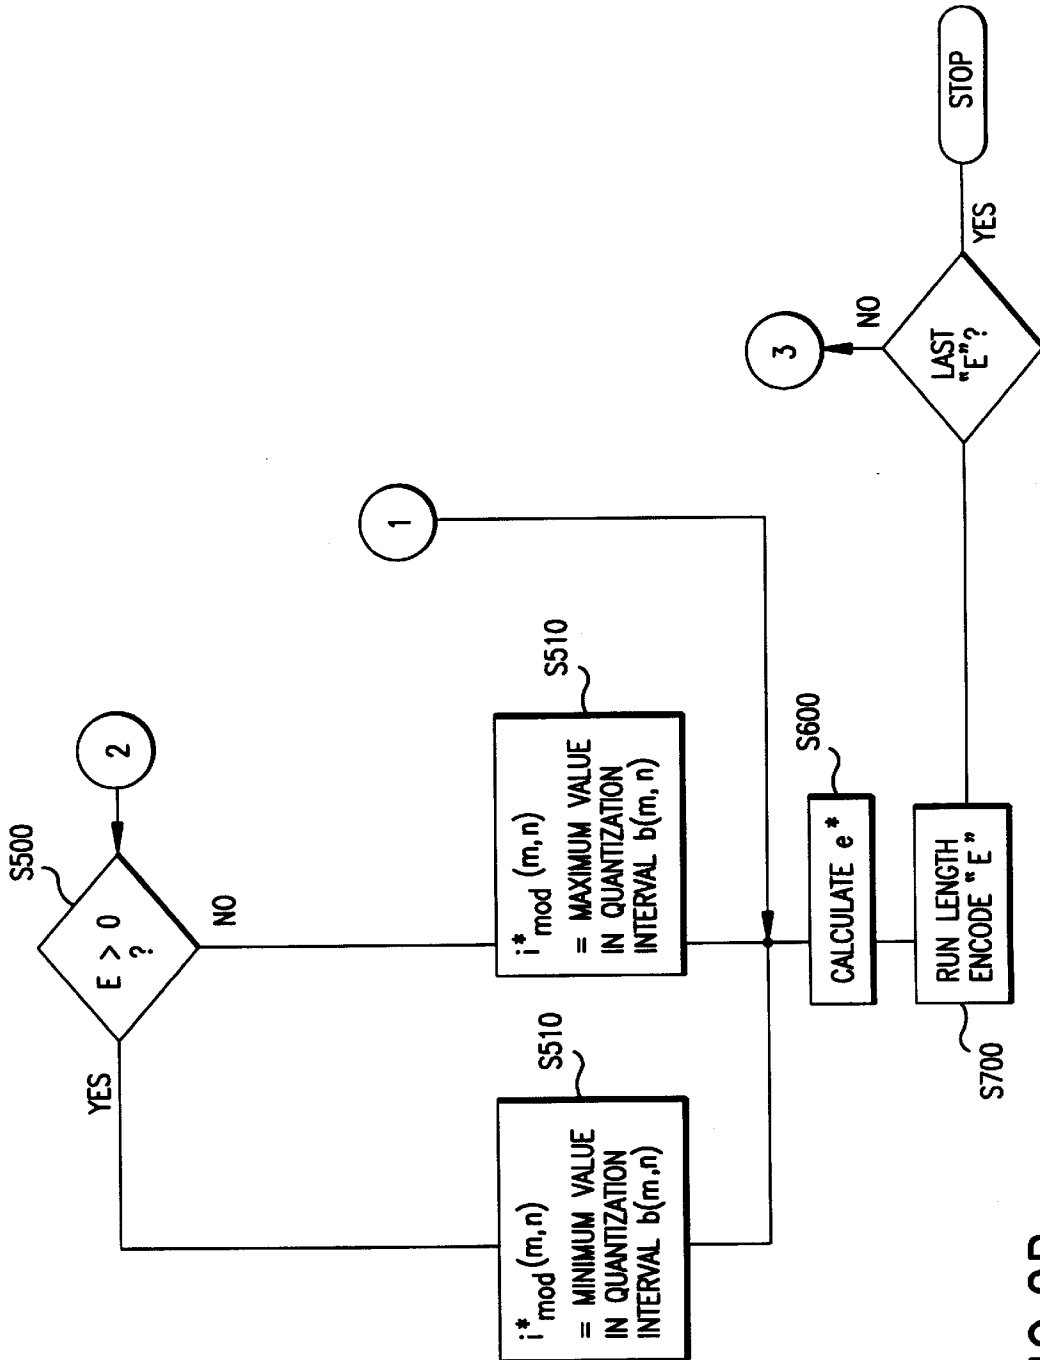 2
S500
E > 0
?
YES
NO
i*mod (m,n)
= MINIMUM VALUE
IN QUANTIZATION
INTERVAL b(m,n)
S510
i*mod (m,n)
= MAXIMUM VALUE
IN QUANTIZATION
INTERVAL b(m, n)
S510
1
CALCULATE e*
S600
RUN LENGTH
ENCODE "E"
S700
LAST
"E"?
NO
3
YES
STOP